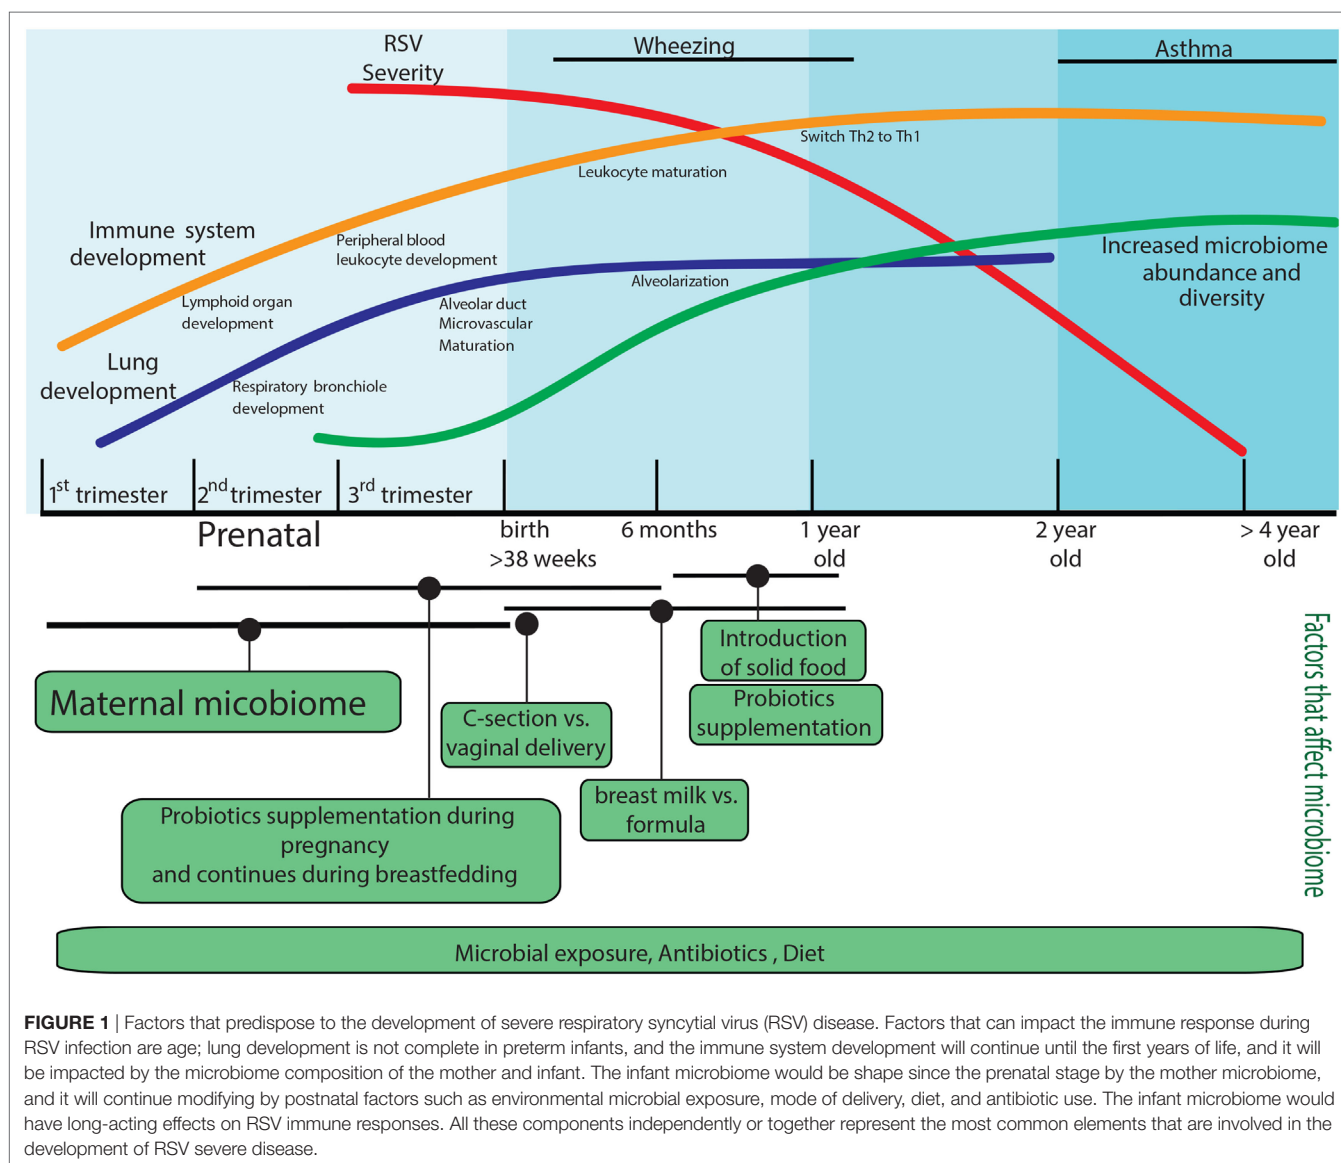 RSV
Severity
Wheezing
Asthma
Switch Th2 to Th1
Leukocyte maturation
Immune system
development
Peripheral blood
leukocyte development
Increased microbiome
abundance and
diversity
Lymphoid organ
development
Alveolarization
Alveolar duct
Microvascular
Maturation
Lung
development
Respiratory bronchiole
development
1st trimester
2nd trimester
3rd trimester
Prenatal
birth
>38 weeks
6 months
1 year
old
2 year
old
> 4 year
old
Factors that affect microbiome
Introduction
of solid food
Probiotics
supplementation
Maternal micobiome
C-section vs.
vaginal delivery
breast milk vs.
formula
Probiotics supplementation during
pregnancy
and continues during breastfedding
Microbial exposure, Antibiotics , Diet
FIGURE 1 | Factors that predispose to the development of severe respiratory syncytial virus (RSV) disease. Factors that can impact the immune response during
RSV infection are age; lung development is not complete in preterm infants, and the immune system development will continue until the first years of life, and it will
be impacted by the microbiome composition of the mother and infant. The infant microbiome would be shape since the prenatal stage by the mother microbiome,
and it will continue modifying by postnatal factors such as environmental microbial exposure, mode of delivery, diet, and antibiotic use. The infant microbiome would
have long-acting effects on RSV immune responses. All these components independently or together represent the most common elements that are involved in the
development of RSV severe disease.